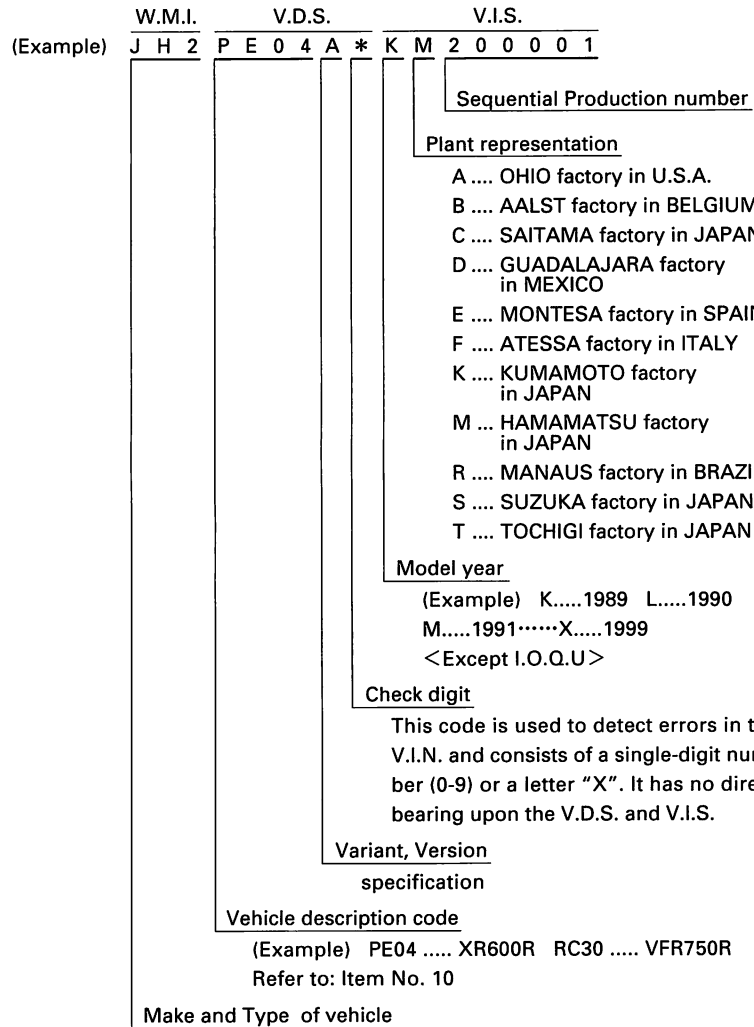 W.M.I. V.D.S. V.I.S.
(Example) J H 2 P E 0 4 A * K M 2 0 0 0 0 1
Sequential Production number
Plant representation
A .... OHIO factory in U.S.A.
B .... AALST factory in BELGIUM
C .... SAITAMA factory in JAPAN
D .... GUADALAJARA factory
in MEXICO
E .... MONTESA factory in SPAIN
F .... ATESSA factory in ITALY
K .... KUMAMOTO factory
in JAPAN
M ... HAMAMATSU factory
in JAPAN
R .... MANAUS factory in BRAZI
S .... SUZUKA factory in JAPAN
T .... TOCHIGI factory in JAPAN
Model year
(Example) K.....1989 L.....1990
M.....1991······X.....1999
<Except I.O.Q.U>
Check digit
This code is used to detect errors in t
V.I.N. and consists of a single-digit nu
ber (0-9) or a letter “X”. It has no dire
bearing upon the V.D.S. and V.I.S.
Variant, Version
specification
Vehicle description code
(Example) PE04 ..... XR600R RC30 ..... VFR750R
Refer to: Item No. 10
Make and Type of vehicle